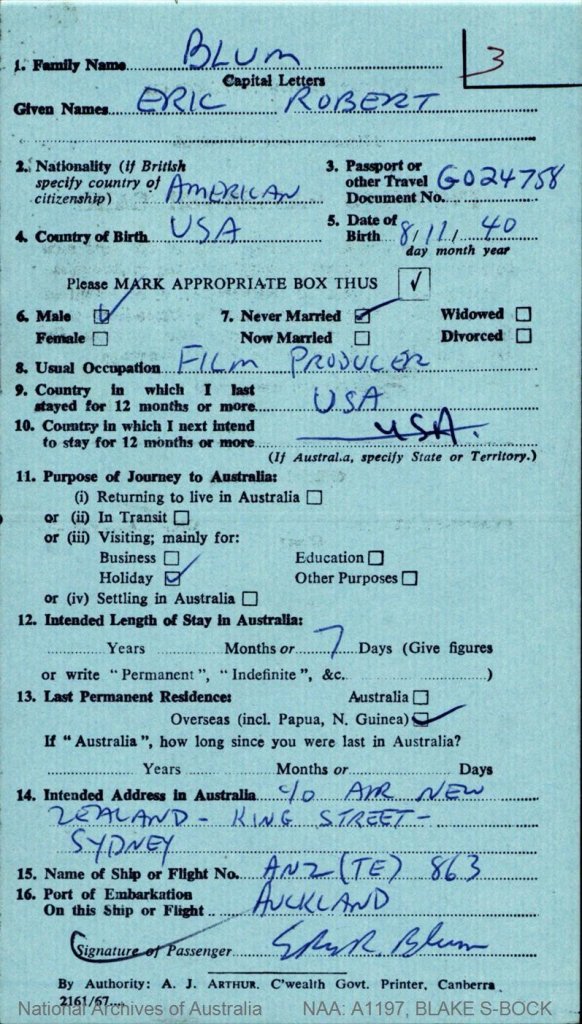 1. Family Name BLUM
3
Capital Letters
Given Names ERIC ROBERT
2. Nationality (if British specify country of citizenship) AMERICAN
3. Passport or other Travel Document No. G024758
4. Country of Birth USA
5. Date of Birth 8/11/40
day month year
Please MARK APPROPRIATE BOX THUS ✓
6. Male ✓ 7. Never Married ✓ Widowed ☐
Female ☐ Now Married ☐ Divorced ☐
8. Usual Occupation FILM PRODUCER
9. Country in which I last
stayed for 12 months or more USA
10. Country in which I next intend
to stay for 12 months or more USA.
(If Austral.a, specify State or Territory.)
11. Purpose of Journey to Australia:
(i) Returning to live in Australia ☐
or (ii) In Transit ☐
or (iii) Visiting; mainly for:
Business ☐ Education ☐
Holiday ✓ Other Purposes ☐
or (iv) Settling in Australia ☐
12. Intended Length of Stay in Australia:
Years Months or 7 Days (Give figures
or write "Permanent", "Indefinite", &c. )
13. Last Permanent Residence: Australia ☐
Overseas (incl. Papua, N. Guinea) ✓
If "Australia", how long since you were last in Australia?
Years Months or Days
14. Intended Address in Australia c/o AIR NEW
ZEALAND - KING STREET -
SYDNEY
15. Name of Ship or Flight No. ANZ (TE) 863
16. Port of Embarkation
On this Ship or Flight AUCKLAND
Signature of Passenger Eric R Blum
By Authority: A. J. ARTHUR. C'wealth Govt. Printer, Canberra
2161/67
National Archives of Australia NAA: A1197, BLAKE S-BOCK